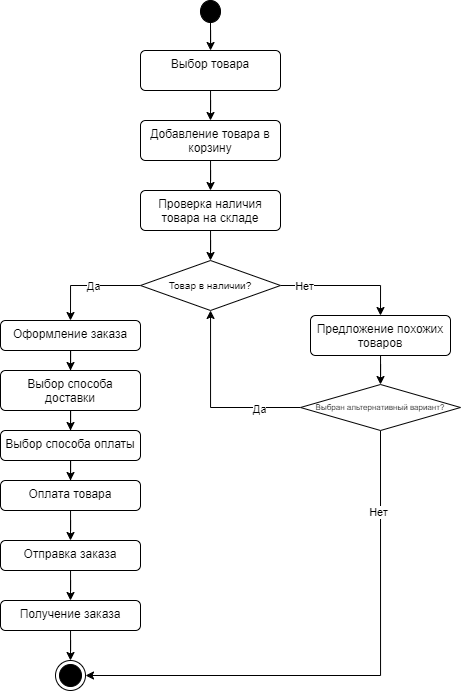 Выбор товара
Добавление товара в
корзину
Проверка наличия
товара на складе
Товар в наличии?
Да
Нет
Оформление заказа
Предложение похожих
товаров
Выбор способа
доставки
Выбран альтернативный вариант?
Да
Выбор способа оплаты
Оплата товара
Нет
Отправка заказа
Получение заказа